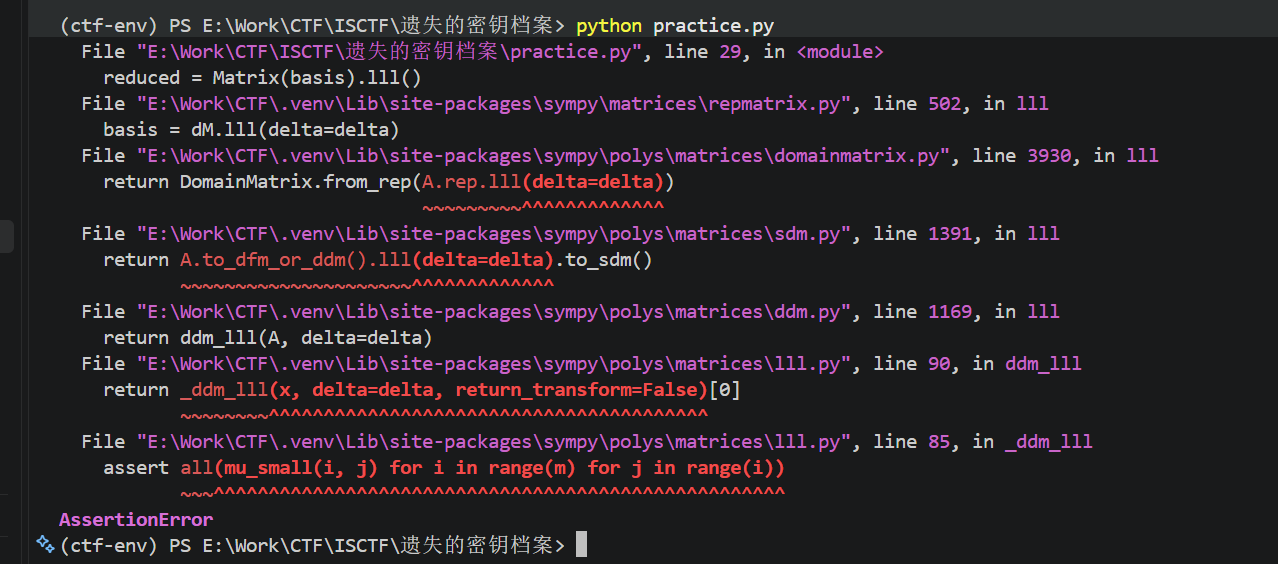 (ctf-env) PS E:\Work\CTF\ISCTF\遗失的密钥档案> python practice.py
File "E:\Work\CTF\ISCTF\遗失的密钥档案\practice.py", line 29, in <module>
reduced = Matrix(basis).lll()
File "E:\Work\CTF\.venv\Lib\site-packages\sympy\matrices\repmatrix.py", line 502, in lll
basis = dM.lll(delta=delta)
File "E:\Work\CTF\.venv\Lib\site-packages\sympy\polys\matrices\domainmatrix.py", line 3930, in lll
return DomainMatrix.from_rep(A.rep.lll(delta=delta))
~~~~~~~~~^^^^^^^^^^^^^
File "E:\Work\CTF\.venv\Lib\site-packages\sympy\polys\matrices\sdm.py", line 1391, in lll
return A.to_dfm_or_ddm().lll(delta=delta).to_sdm()
~~~~~~~~~~~~~~~~~~~~~^^^^^^^^^^^^^
File "E:\Work\CTF\.venv\Lib\site-packages\sympy\polys\matrices\ddm.py", line 1169, in lll
return ddm_lll(A, delta=delta)
File "E:\Work\CTF\.venv\Lib\site-packages\sympy\polys\matrices\lll.py", line 90, in ddm_lll
return _ddm_lll(x, delta=delta, return_transform=False)[0]
~~~~~~~~^^^^^^^^^^^^^^^^^^^^^^^^^^^^^^^^^^^^^^^^
File "E:\Work\CTF\.venv\Lib\site-packages\sympy\polys\matrices\lll.py", line 85, in _ddm_lll
assert all(mu_small(i, j) for i in range(m) for j in range(i))
~~~^^^^^^^^^^^^^^^^^^^^^^^^^^^^^^^^^^^^^^^^^^^^^^^^^^^^
AssertionError
(ctf-env) PS E:\Work\CTF\ISCTF\遗失的密钥档案>